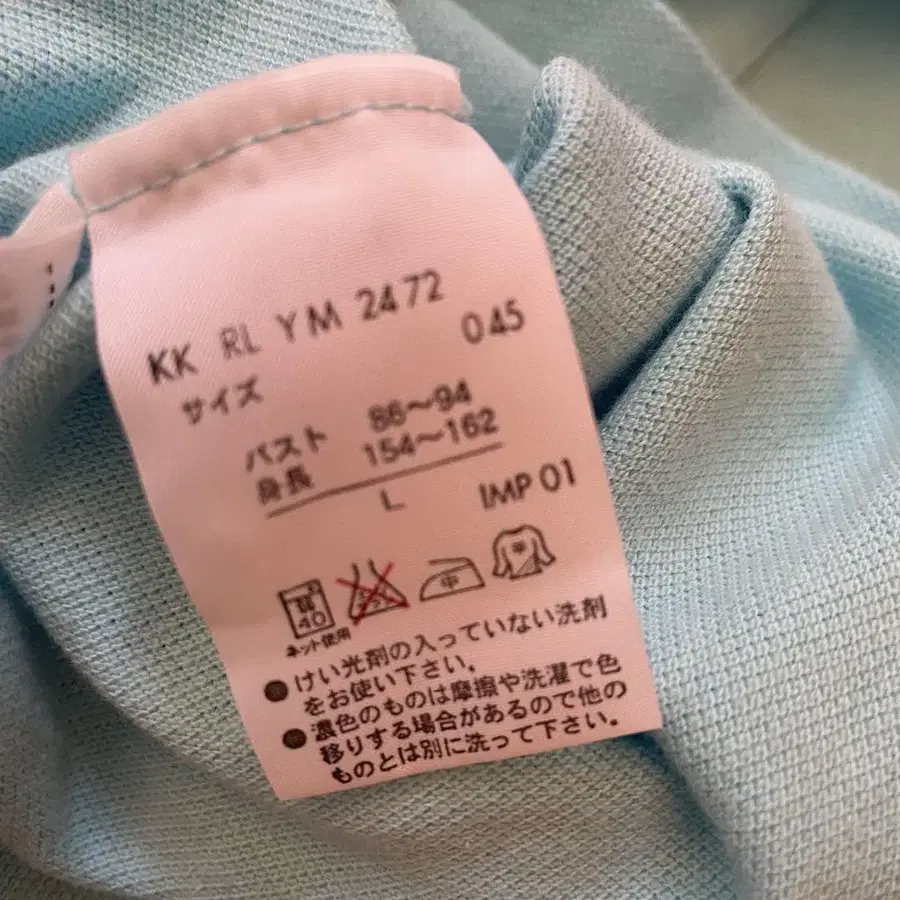 KK RL YM 2472
045
サイズ
バスト 86〜94
身長 154〜162
L
IMP 01
弱
40
ネット使用
中
●けい光剤の入っていない洗剤
をお使い下さい。
●濃色のものは摩擦や洗濯で色
移りする場合があるので他の
ものとは別に洗って下さい。